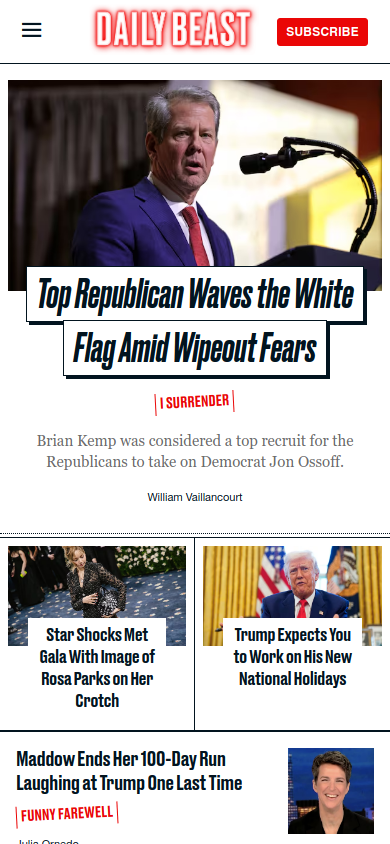 DAILY BEAST
SUBSCRIBE
Top Republican Waves the White
Flag Amid Wipeout Fears
I SURRENDER
Brian Kemp was considered a top recruit for the
Republicans to take on Democrat Jon Ossoff.
William Vaillancourt
Star Shocks Met
Gala With Image of
Rosa Parks on Her
Crotch
Trump Expects You
to Work on His New
National Holidays
Maddow Ends Her 100-Day Run
Laughing at Trump One Last Time
FUNNY FAREWELL